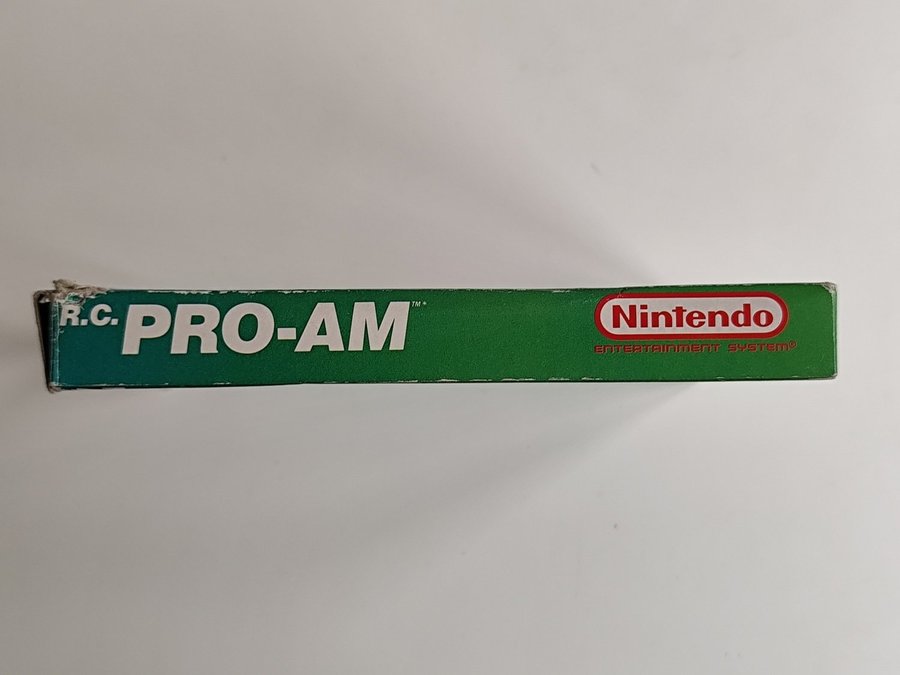 R.C. PRO-AM™*
Nintendo
ENTERTAINMENT SYSTEM®